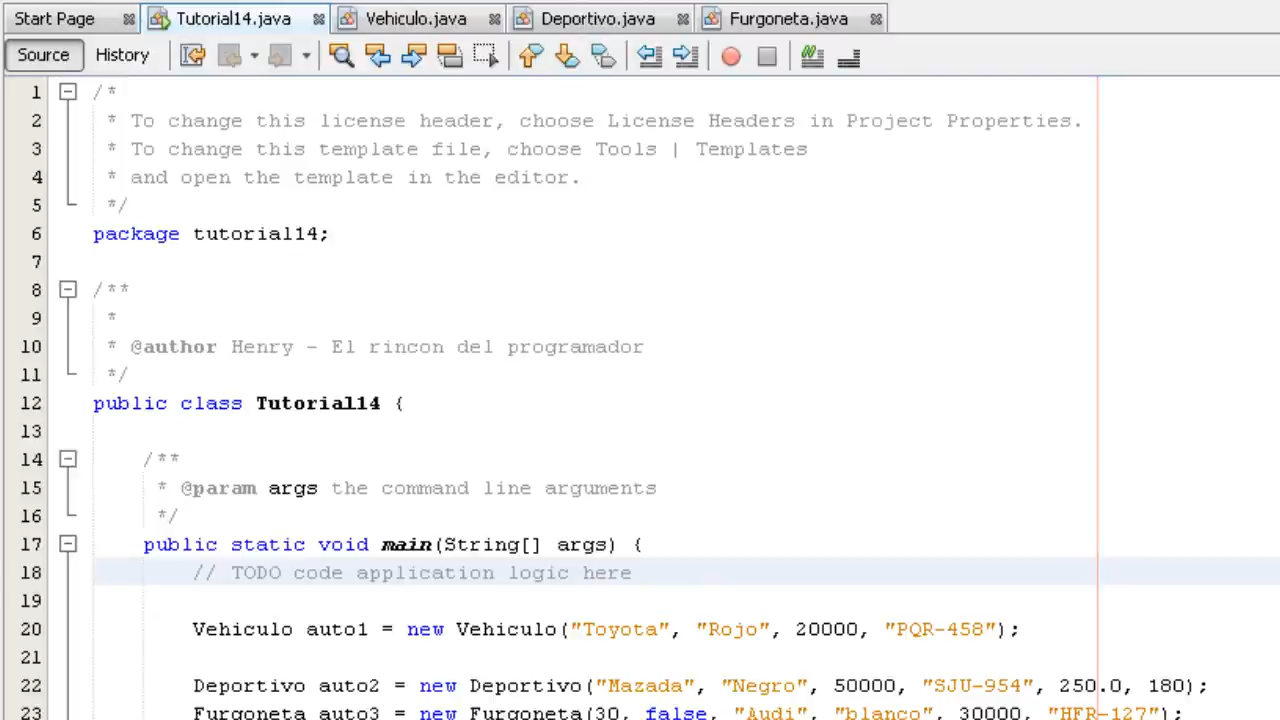 Start Page Tutorial14.java Vehiculo.java Deportivo.java Furgoneta.java
Source History
1 /*
2 * To change this license header, choose License Headers in Project Properties.
3 * To change this template file, choose Tools | Templates
4 * and open the template in the editor.
5 */
6 package tutorial14;
7
8 /**
9 *
10 * @author Henry - El rincon del programador
11 */
12 public class Tutorial14 {
13
14 /**
15 * @param args the command line arguments
16 */
17 public static void main(String[] args) {
18 // TODO code application logic here
19
20 Vehiculo auto1 = new Vehiculo("Toyota", "Rojo", 20000, "PQR-458");
21
22 Deportivo auto2 = new Deportivo("Mazada", "Negro", 50000, "SJU-954", 250.0, 180);
23 Furgoneta auto3 = new Furgoneta(30, false, "Audi", "blanco", 30000, "HFR-127");